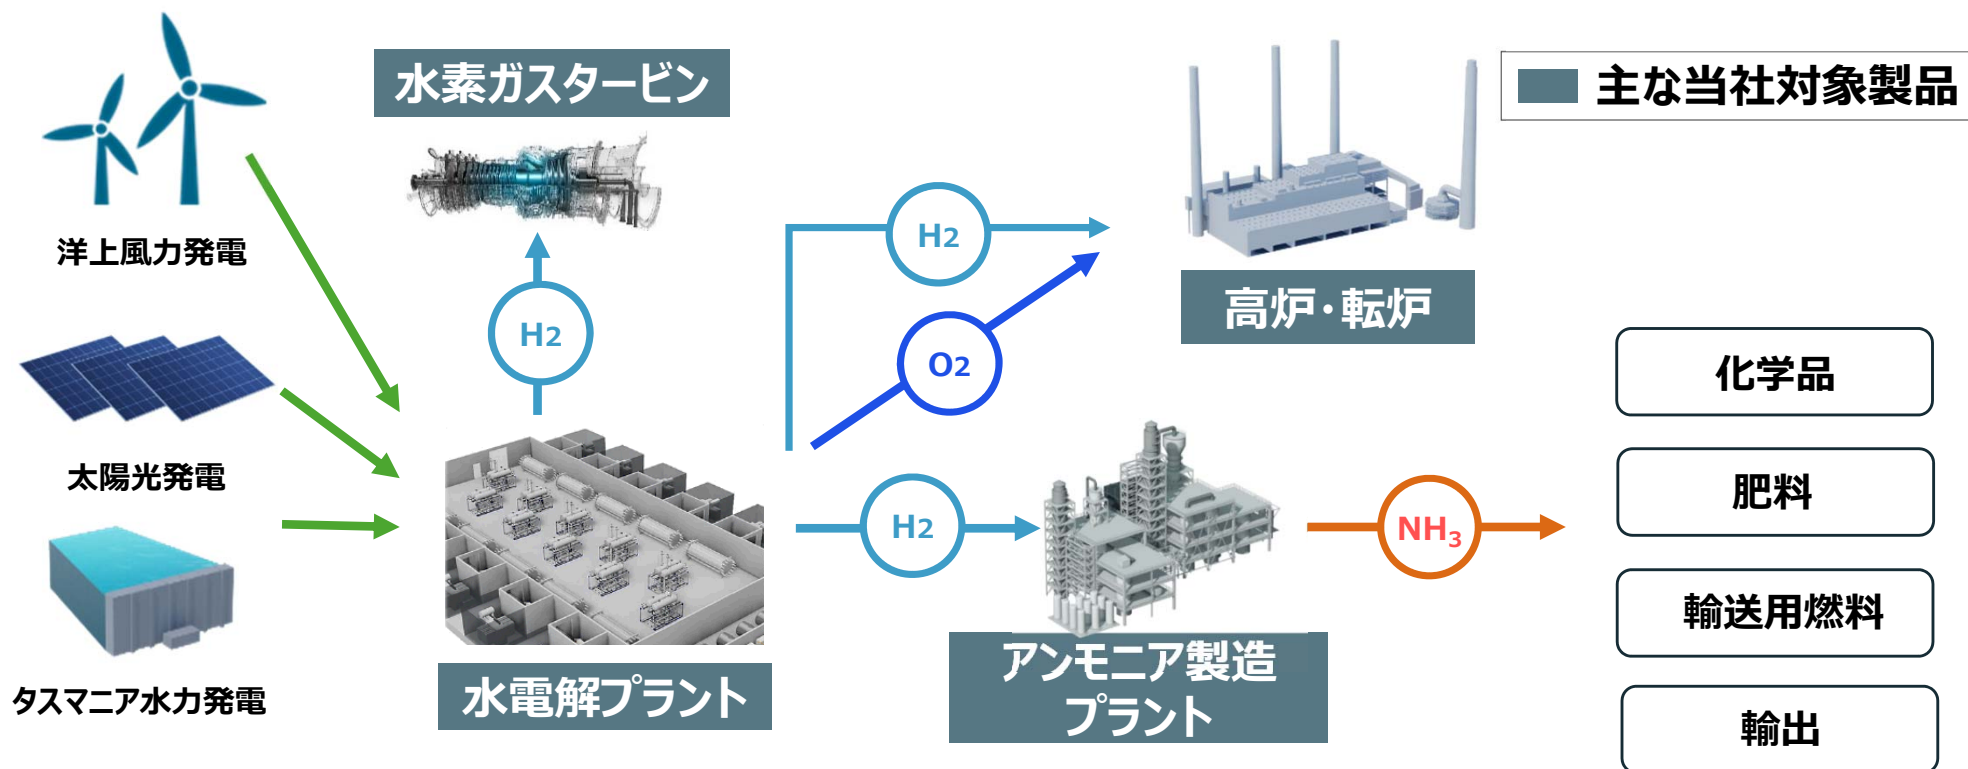 水素ガスタービン
主な当社対象製品
洋上風力発電
H2
H2
高炉・転炉
O2
化学品
太陽光発電
肥料
H2
NH₃
輸送用燃料
タスマニア水力発電
水電解プラント
アンモニア製造
プラント
輸出